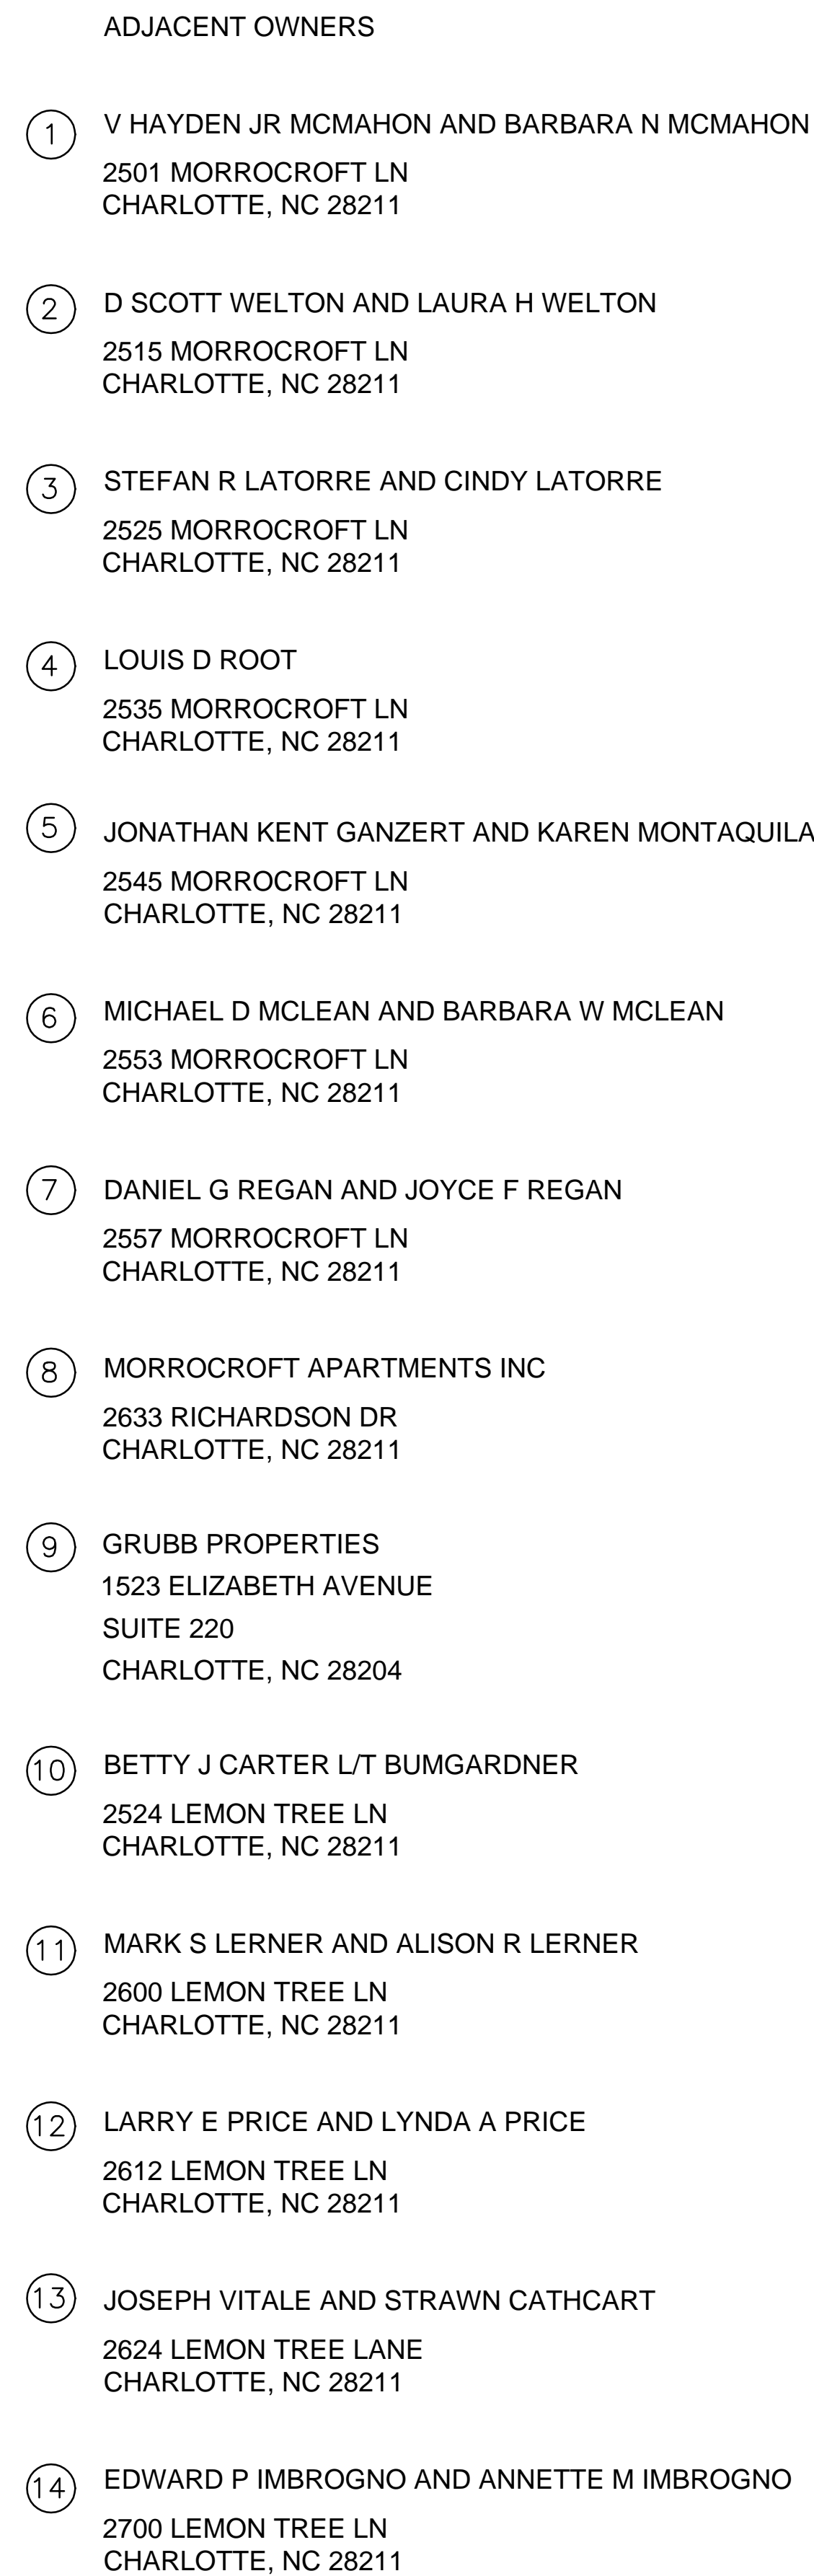 ADJACENT OWNERS
1 V HAYDEN JR MCMAHON AND BARBARA N MCMAHON
2501 MORROCROFT LN
CHARLOTTE, NC 28211
2 D SCOTT WELTON AND LAURA H WELTON
2515 MORROCROFT LN
CHARLOTTE, NC 28211
3 STEFAN R LATORRE AND CINDY LATORRE
2525 MORROCROFT LN
CHARLOTTE, NC 28211
4 LOUIS D ROOT
2535 MORROCROFT LN
CHARLOTTE, NC 28211
5 JONATHAN KENT GANZERT AND KAREN MONTAQUILA
2545 MORROCROFT LN
CHARLOTTE, NC 28211
6 MICHAEL D MCLEAN AND BARBARA W MCLEAN
2553 MORROCROFT LN
CHARLOTTE, NC 28211
7 DANIEL G REGAN AND JOYCE F REGAN
2557 MORROCROFT LN
CHARLOTTE, NC 28211
8 MORROCROFT APARTMENTS INC
2633 RICHARDSON DR
CHARLOTTE, NC 28211
9 GRUBB PROPERTIES
1523 ELIZABETH AVENUE
SUITE 220
CHARLOTTE, NC 28204
10 BETTY J CARTER L/T BUMGARDNER
2524 LEMON TREE LN
CHARLOTTE, NC 28211
11 MARK S LERNER AND ALISON R LERNER
2600 LEMON TREE LN
CHARLOTTE, NC 28211
12 LARRY E PRICE AND LYNDA A PRICE
2612 LEMON TREE LN
CHARLOTTE, NC 28211
13 JOSEPH VITALE AND STRAWN CATHCART
2624 LEMON TREE LANE
CHARLOTTE, NC 28211
14 EDWARD P IMBROGNO AND ANNETTE M IMBROGNO
2700 LEMON TREE LN
CHARLOTTE, NC 28211